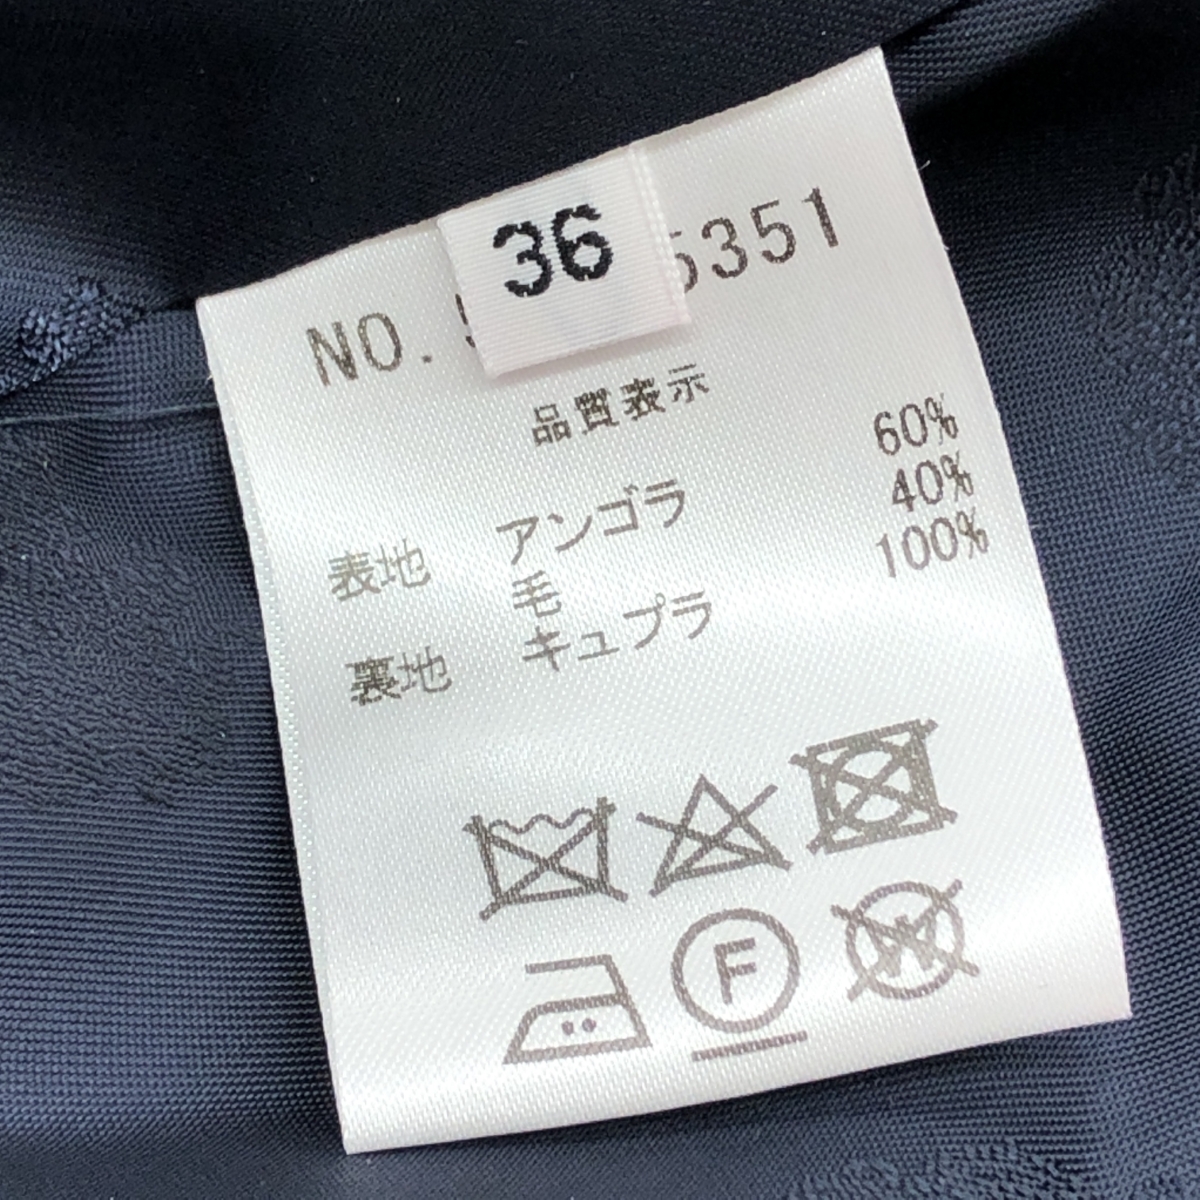 36
NO. 5351
品質表示
表地 アンゴラ 60%
毛 40%
裏地 キュプラ 100%
F
W